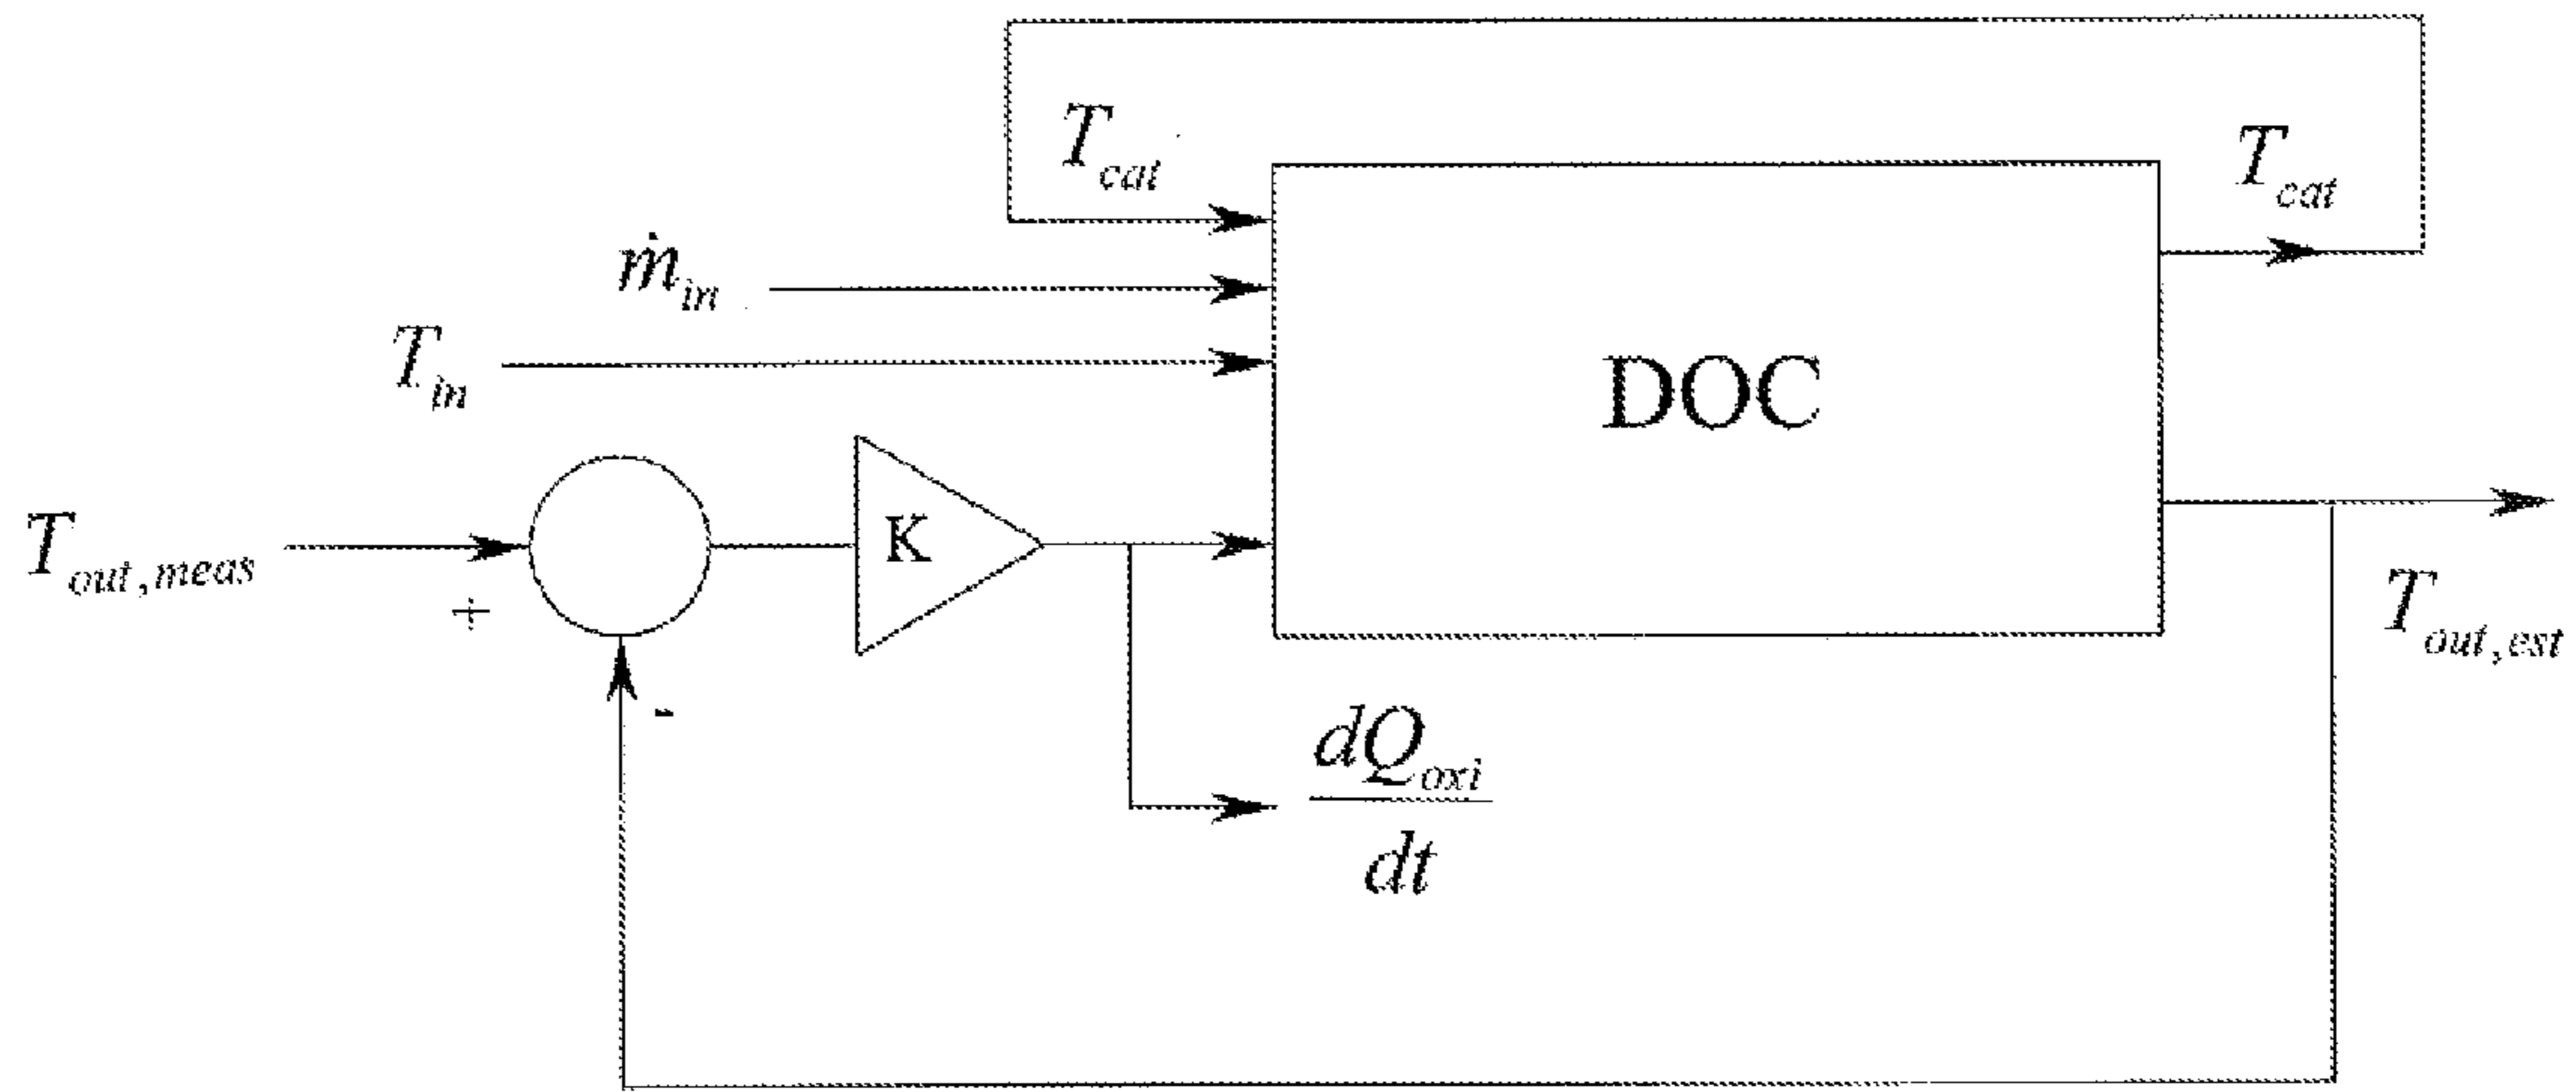 T_cat
T_cat
ṁ_in
T_in
DOC
T_out,meas
+
K
-
T_out,est
dQ_oxi
dt